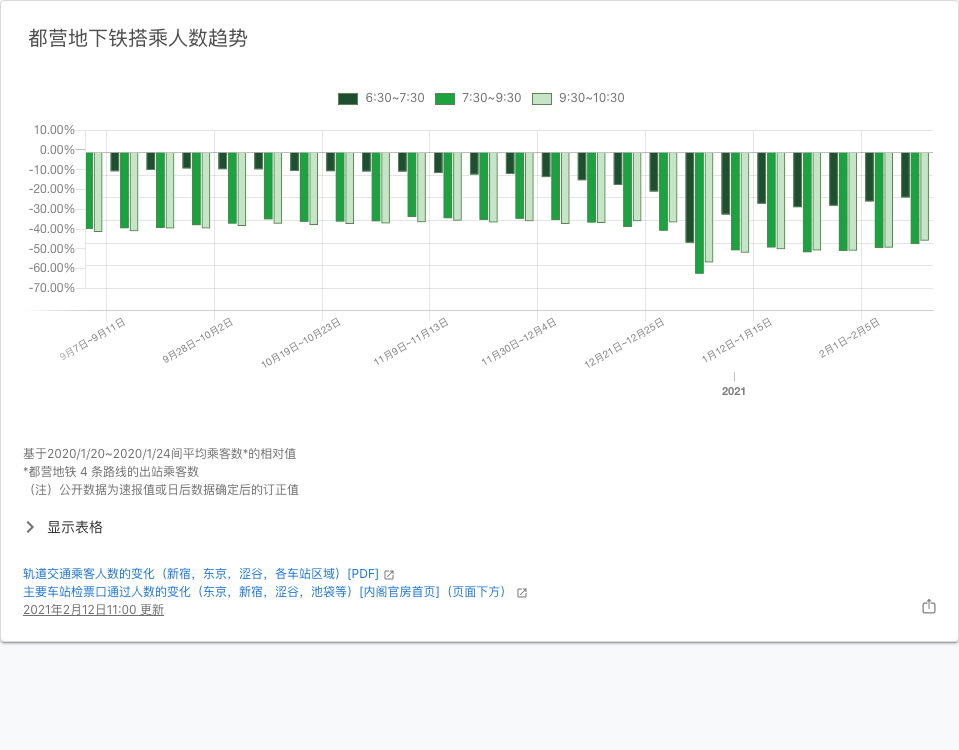 都营地下铁搭乘人数趋势
6:30~7:30 7:30~9:30 9:30~10:30
10.00%
0.00%
-10.00%
-20.00%
-30.00%
-40.00%
-50.00%
-60.00%
-70.00%
9月7日~9月11日 9月28日~10月2日 10月19日~10月23日 11月9日~11月13日 11月30日~12月4日 12月21日~12月25日 1月12日~1月15日 2月1日~2月5日
2021
基于2020/1/20~2020/1/24间平均乘客数*的相对值
*都营地铁 4 条路线的出站乘客数
（注）公开数据为速报值或日后数据确定后的订正值
显示表格
轨道交通乘客人数的变化（新宿，东京，涩谷，各车站区域）[PDF]
主要车站检票口通过人数的变化（东京，新宿，涩谷，池袋等）[内阁官房首页]（页面下方）
2021年2月12日11:00 更新